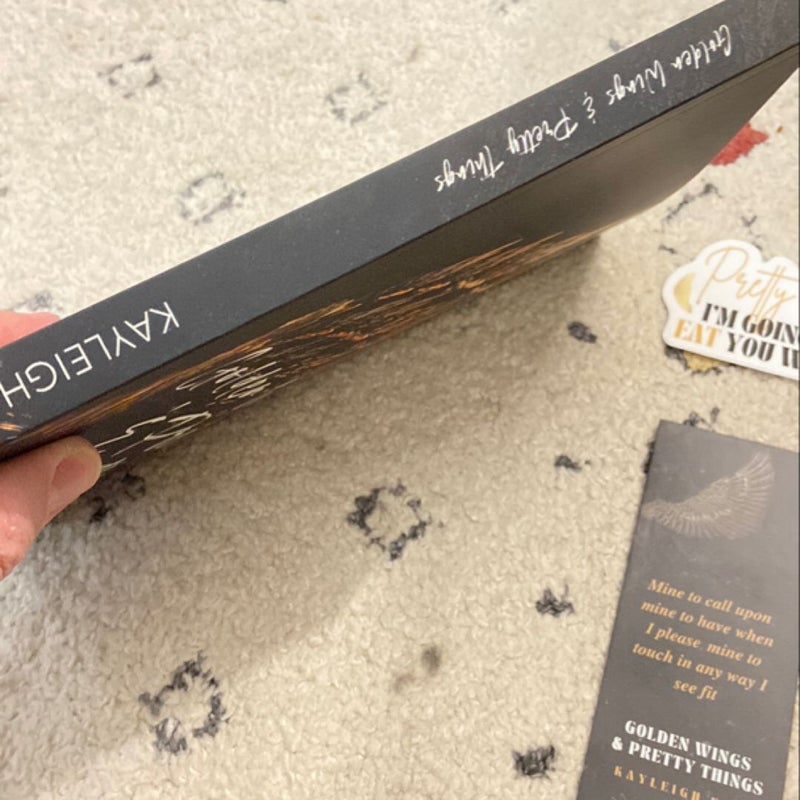 Golden Wings & Pretty Things
KAYLEIGH
Pretty
I'M GOING
EAT YOU
Mine to call upon
mine to have when
I please mine to
touch in any way I
see fit
GOLDEN WINGS
& PRETTY THINGS
KAYLEIGH